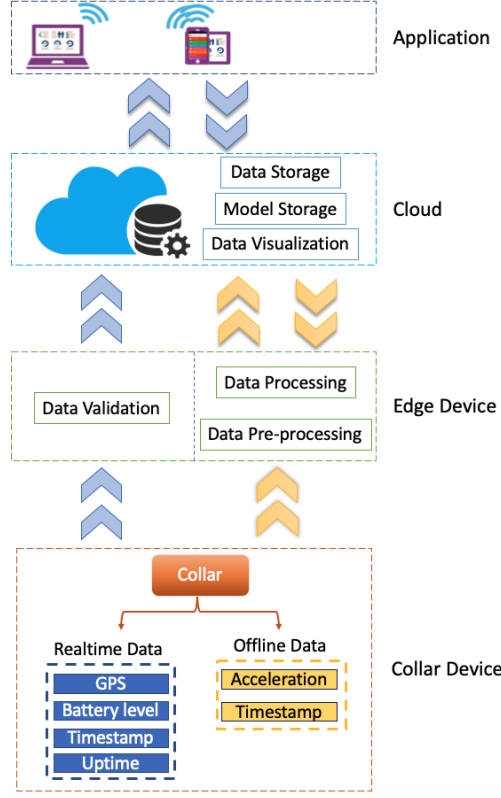 Application
Data Storage
Model Storage
Data Visualization
Cloud
Data Validation
Data Processing
Data Pre-processing
Edge Device
Collar
Realtime Data
GPS
Battery level
Timestamp
Uptime
Offline Data
Acceleration
Timestamp
Collar Device